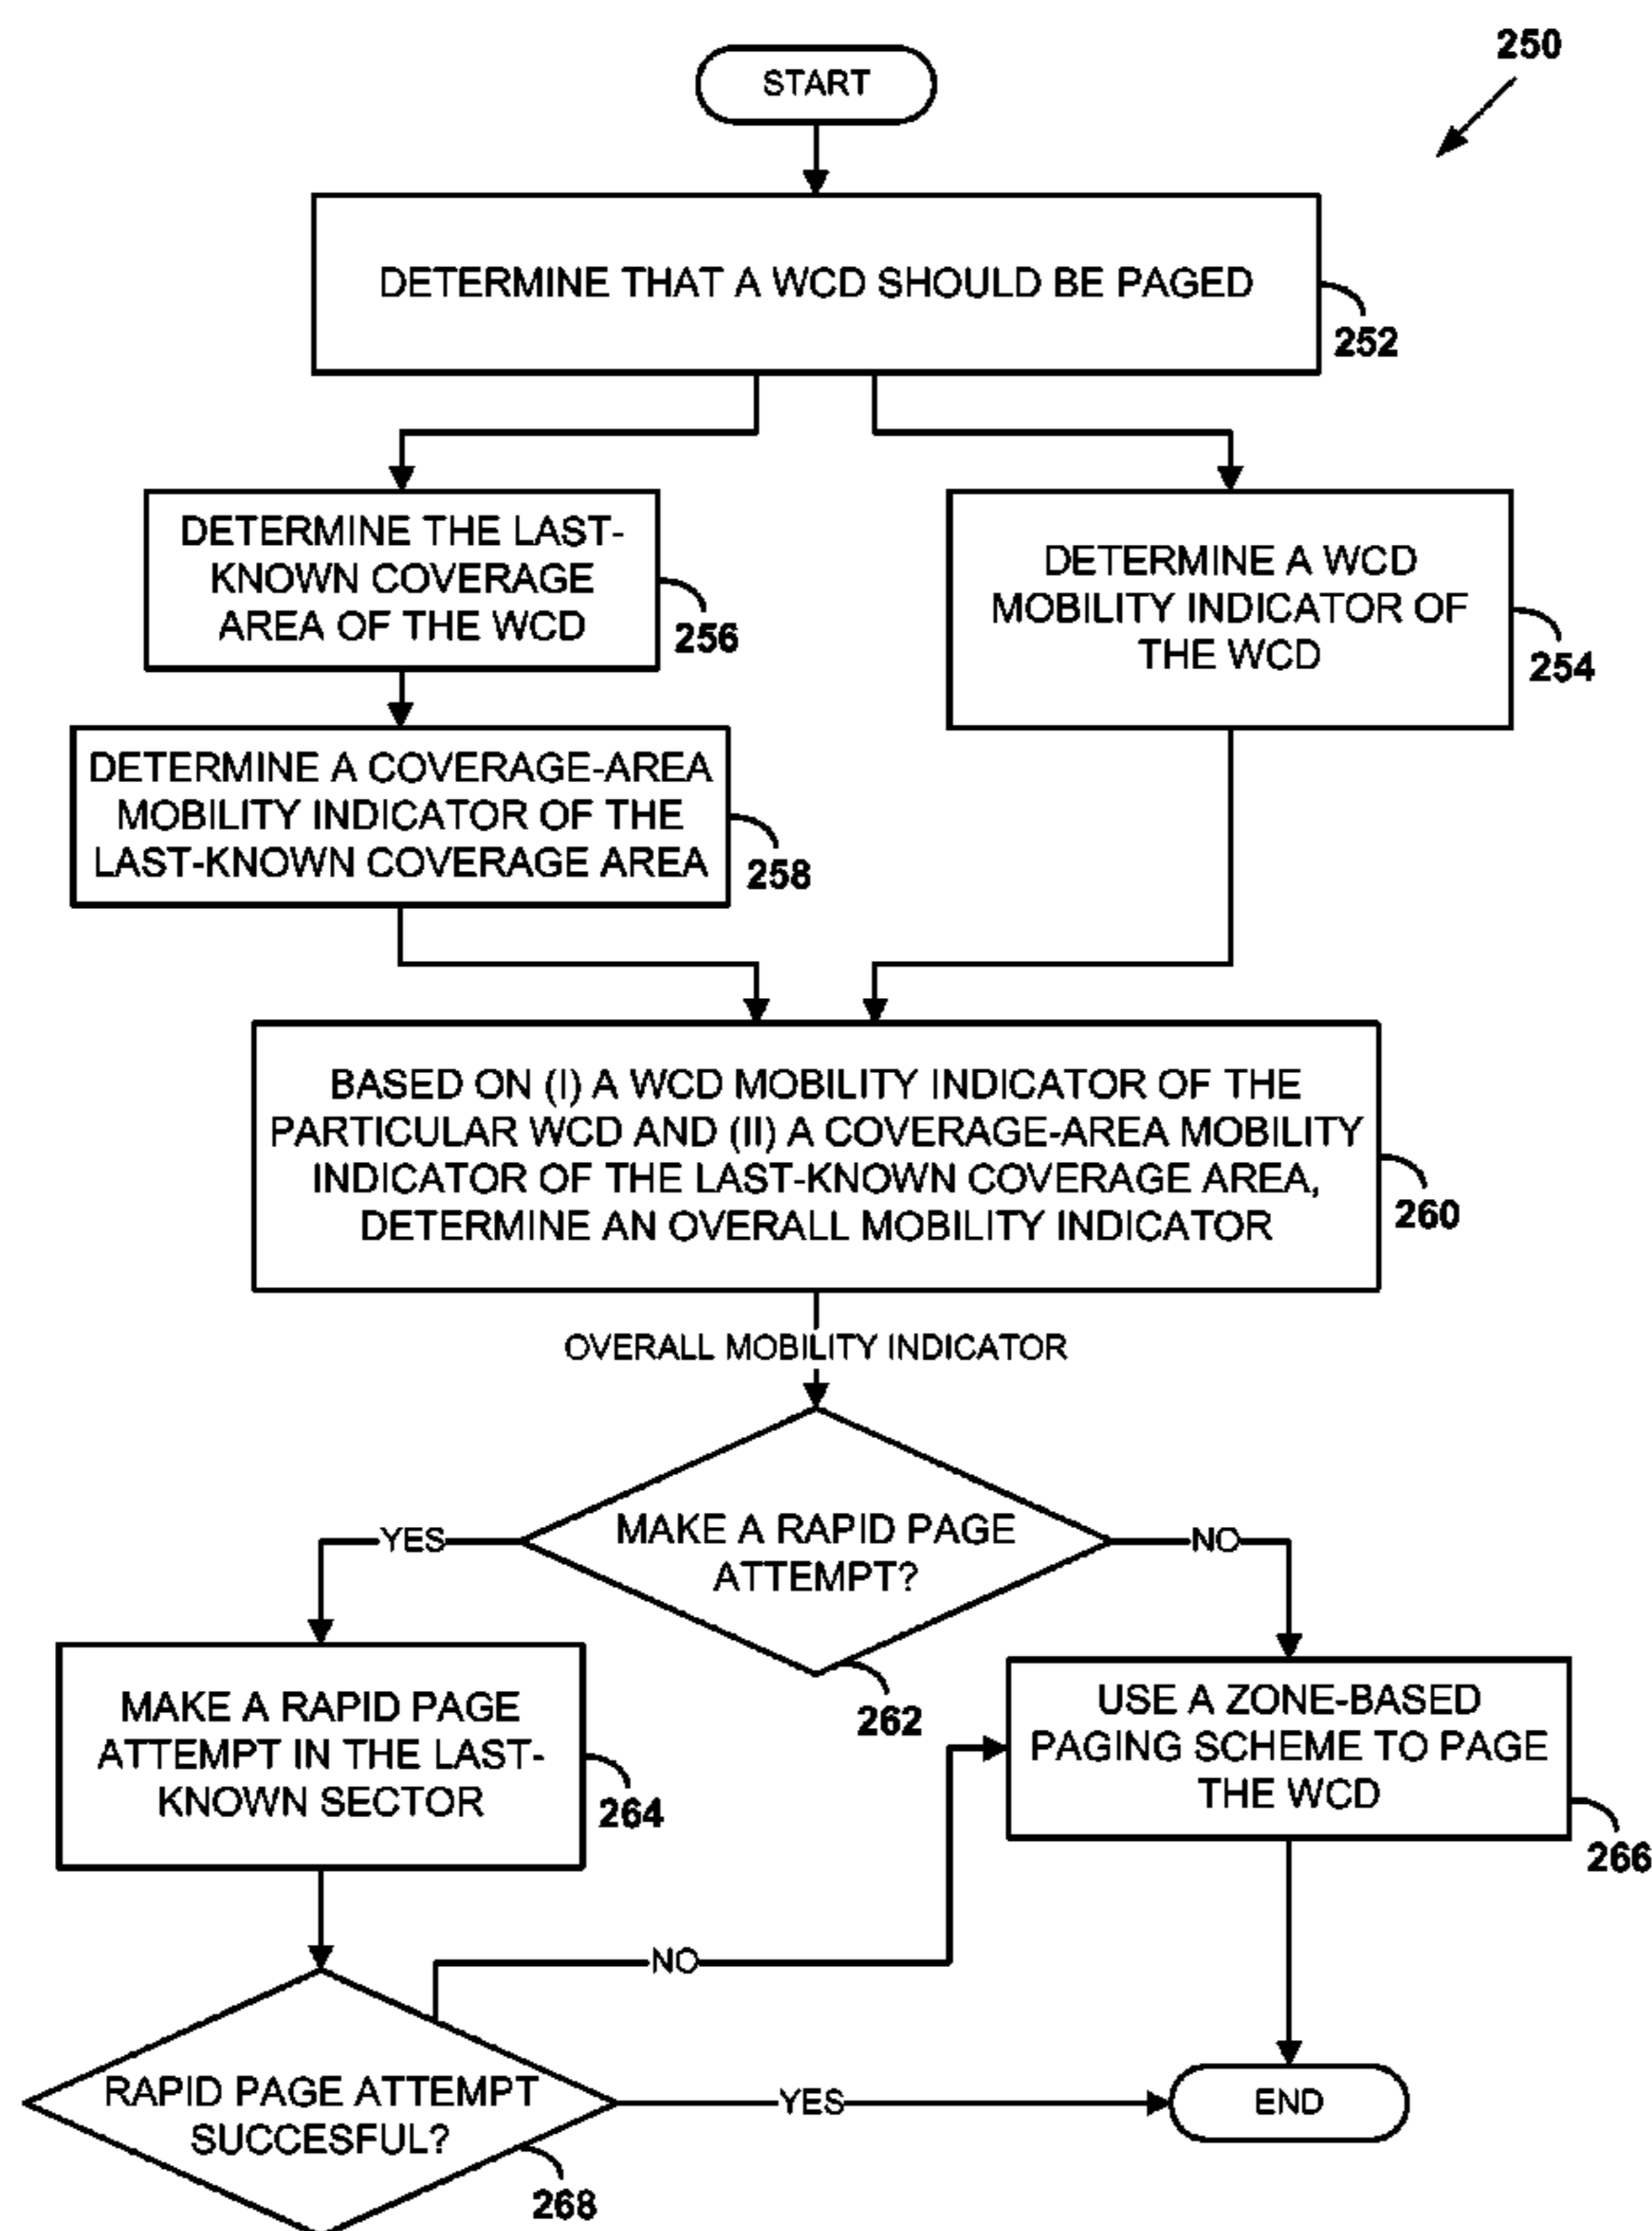 250
START
DETERMINE THAT A WCD SHOULD BE PAGED
252
DETERMINE THE LAST-
KNOWN COVERAGE
AREA OF THE WCD
256
DETERMINE A WCD
MOBILITY INDICATOR OF
THE WCD
254
DETERMINE A COVERAGE-AREA
MOBILITY INDICATOR OF THE
LAST-KNOWN COVERAGE AREA
258
BASED ON (I) A WCD MOBILITY INDICATOR OF THE
PARTICULAR WCD AND (II) A COVERAGE-AREA MOBILITY
INDICATOR OF THE LAST-KNOWN COVERAGE AREA,
DETERMINE AN OVERALL MOBILITY INDICATOR
260
OVERALL MOBILITY INDICATOR
MAKE A RAPID PAGE
ATTEMPT?
262
YES
NO
MAKE A RAPID PAGE
ATTEMPT IN THE LAST-
KNOWN SECTOR
264
USE A ZONE-BASED
PAGING SCHEME TO PAGE
THE WCD
266
NO
RAPID PAGE ATTEMPT
SUCCESFUL?
268
YES
END